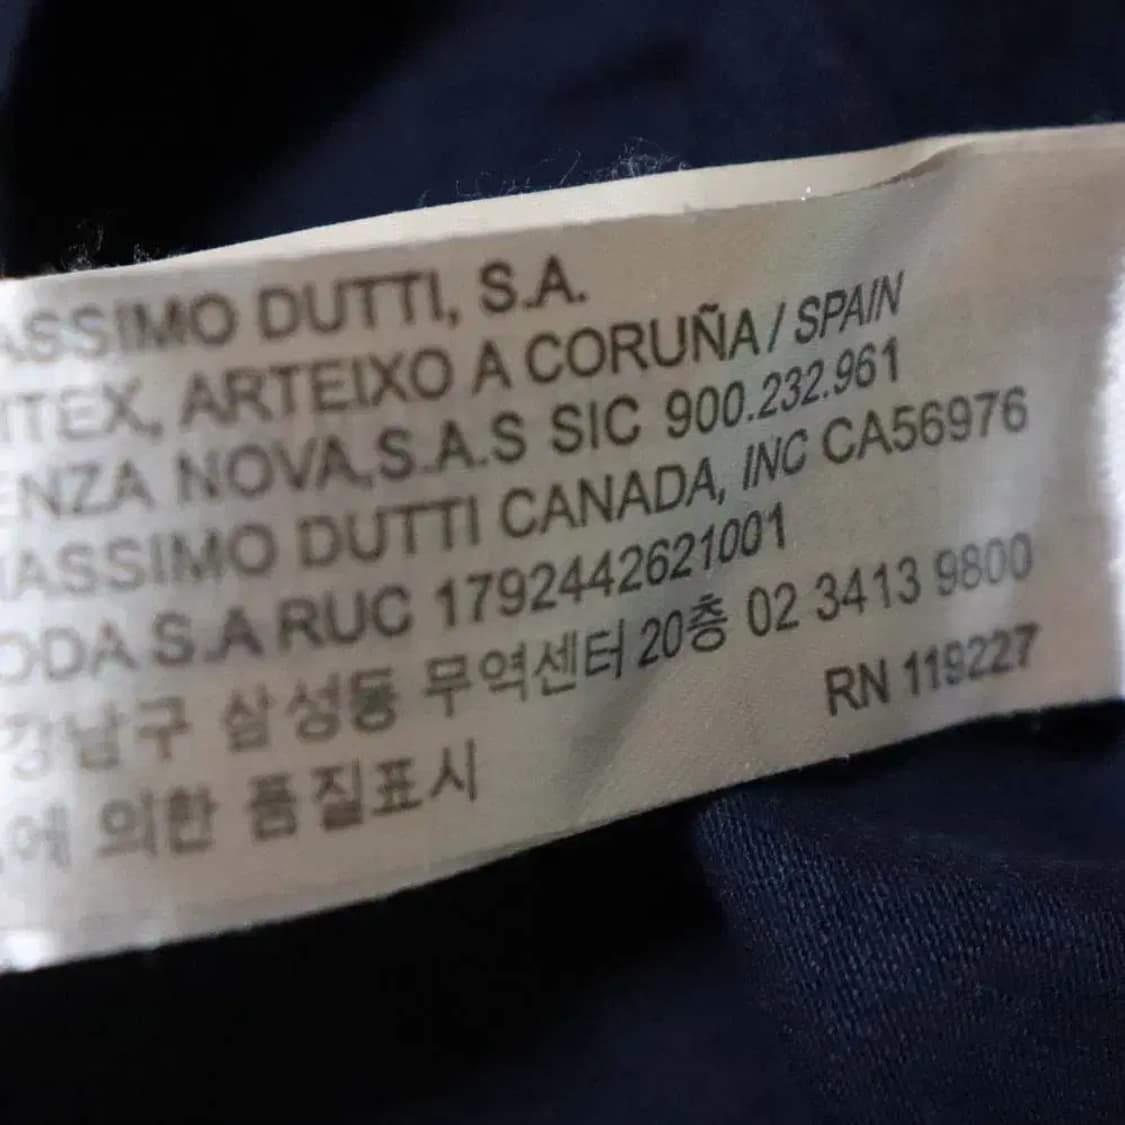 ASSIMO DUTTI, S.A.
ITEX, ARTEIXO A CORUÑA / SPAIN
ENZA NOVA,S.A.S SIC 900.232.961
MASSIMO DUTTI CANADA, INC CA56976
ODA S.A RUC 1792442621001
강남구 삼성동 무역센터 20층 02 3413 9800
RN 119227
에 의한 품질표시